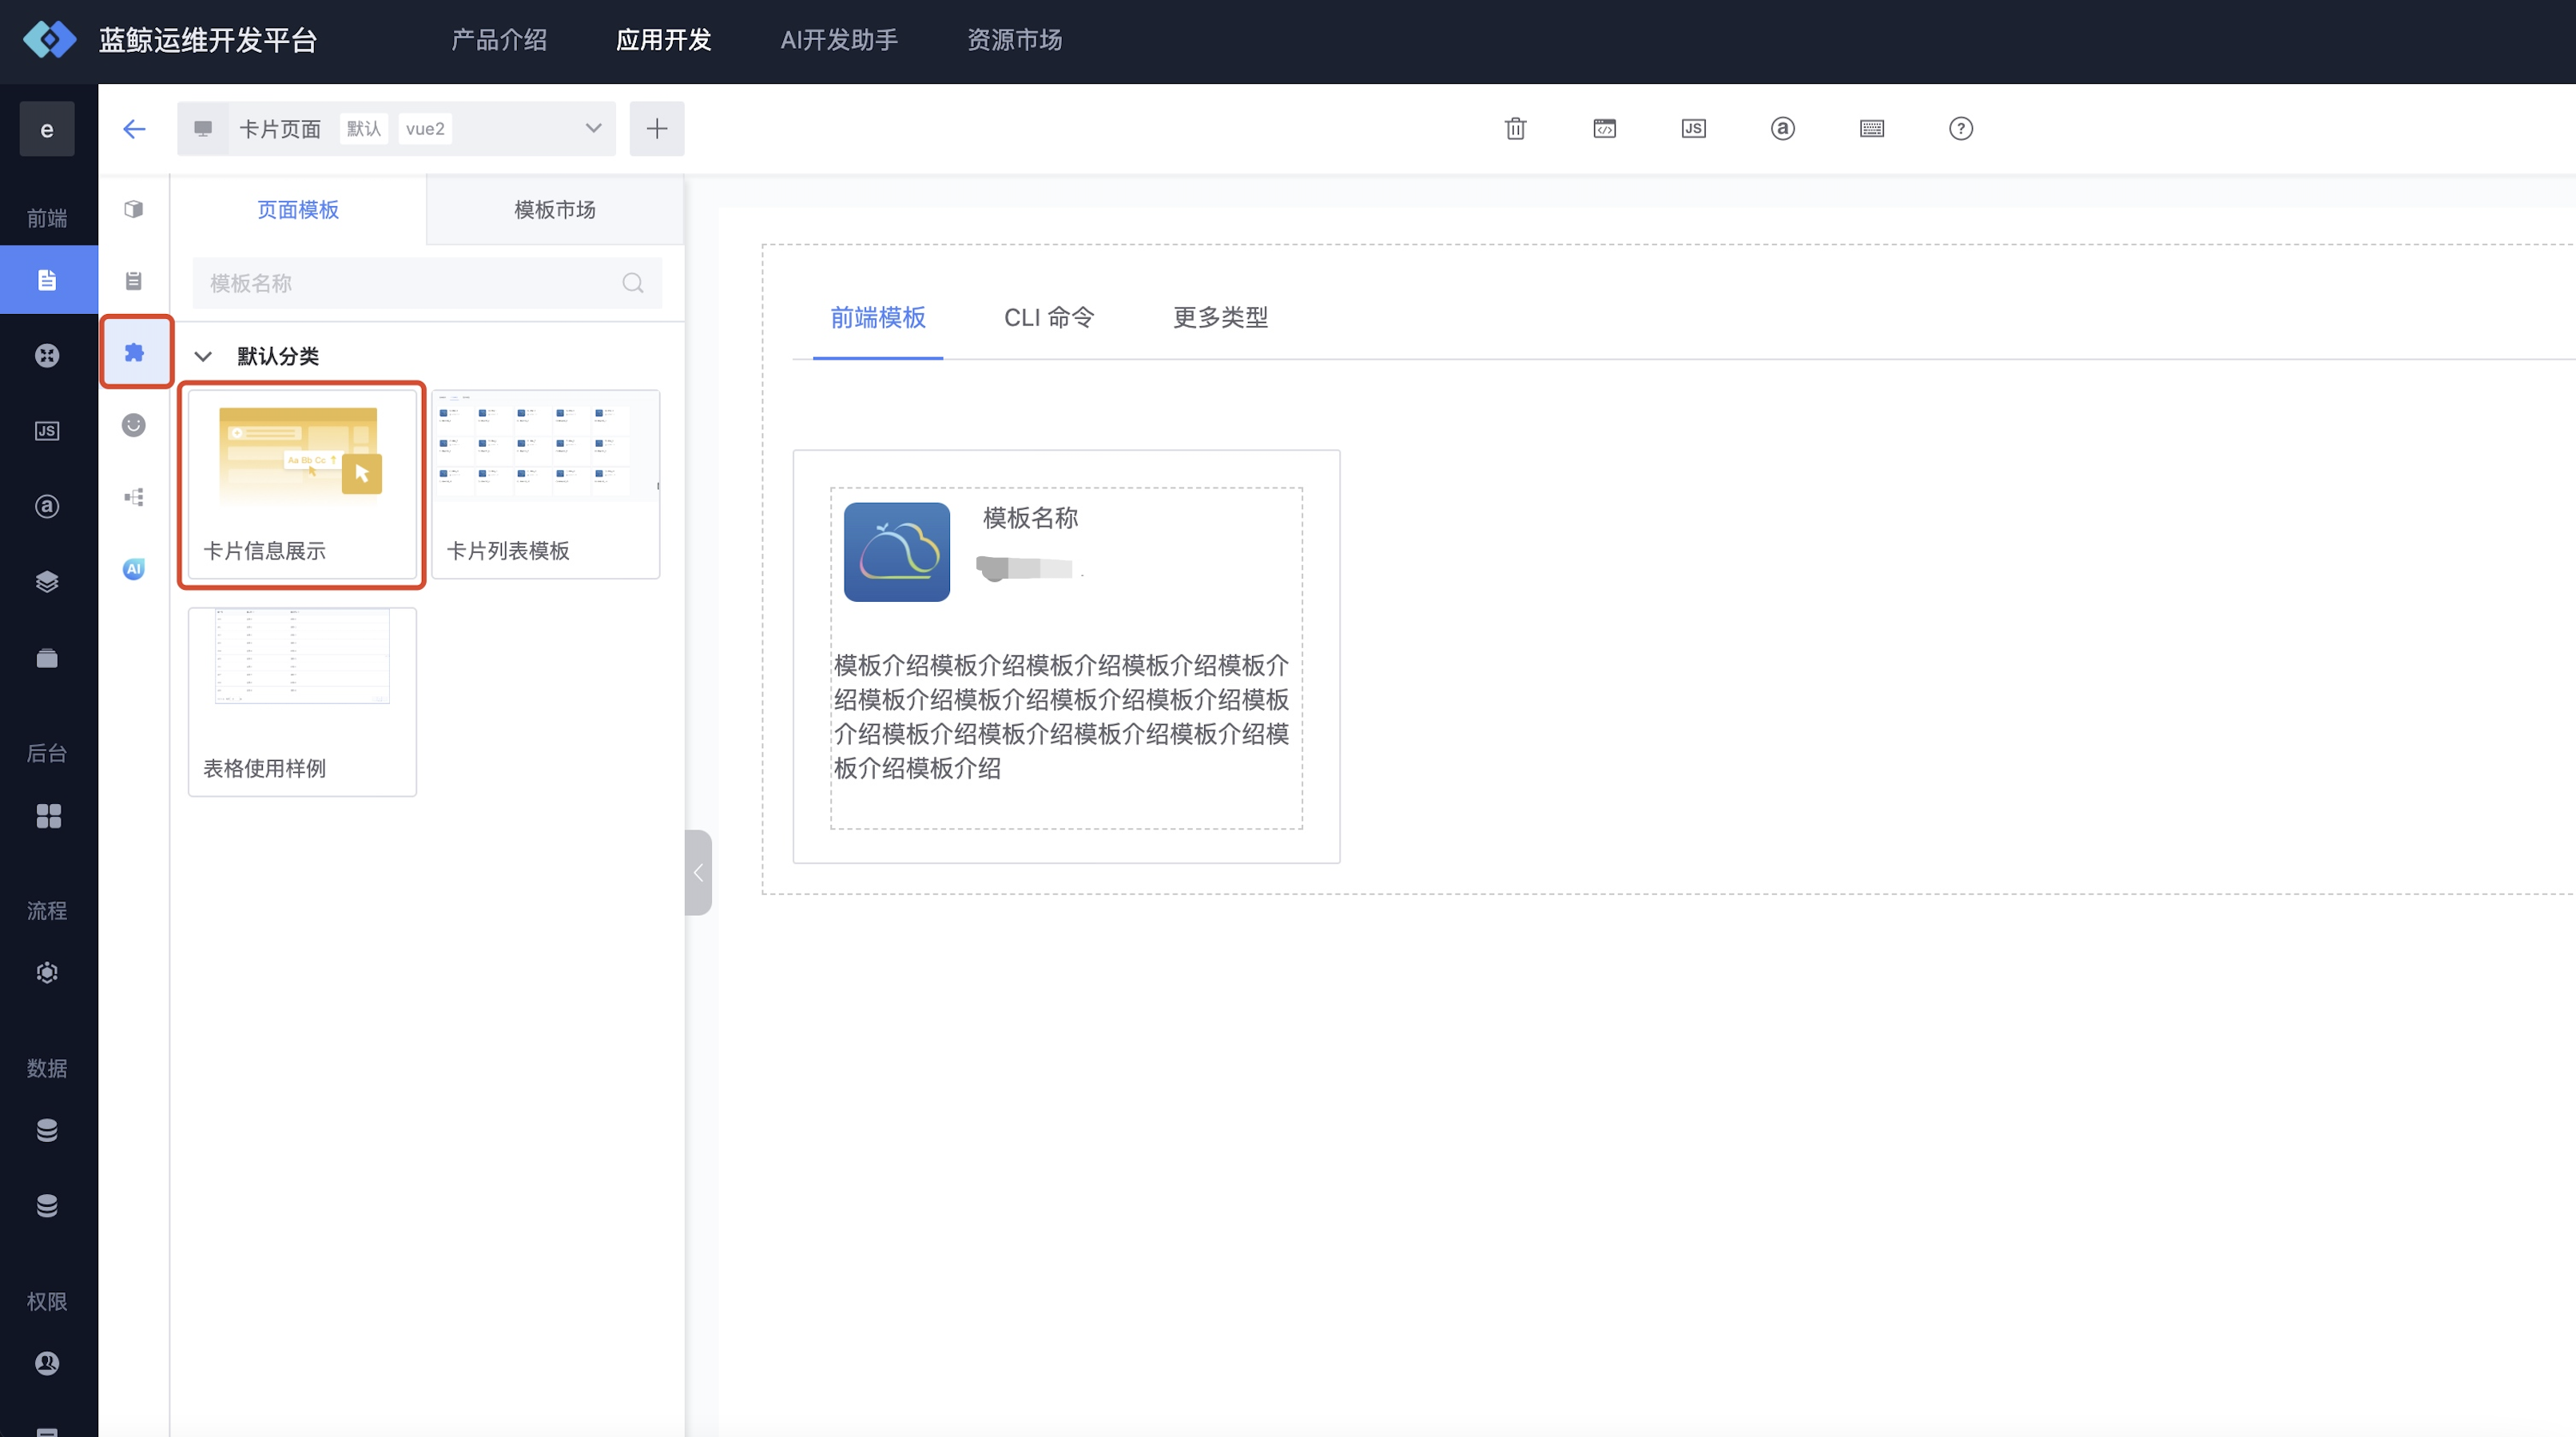 蓝鲸运维开发平台
产品介绍
应用开发
AI开发助手
资源市场
e
卡片页面
默认
vue2
JS
a
?
前端
JS
a
后台
流程
数据
权限
AI
页面模板
模板市场
模板名称
默认分类
Aa Bb Cc
卡片信息展示
卡片列表模板
表格使用样例
前端模板
CLI 命令
更多类型
模板名称
模板介绍模板介绍模板介绍模板介绍模板介
绍模板介绍模板介绍模板介绍模板介绍模板
介绍模板介绍模板介绍模板介绍模板介绍模
板介绍模板介绍